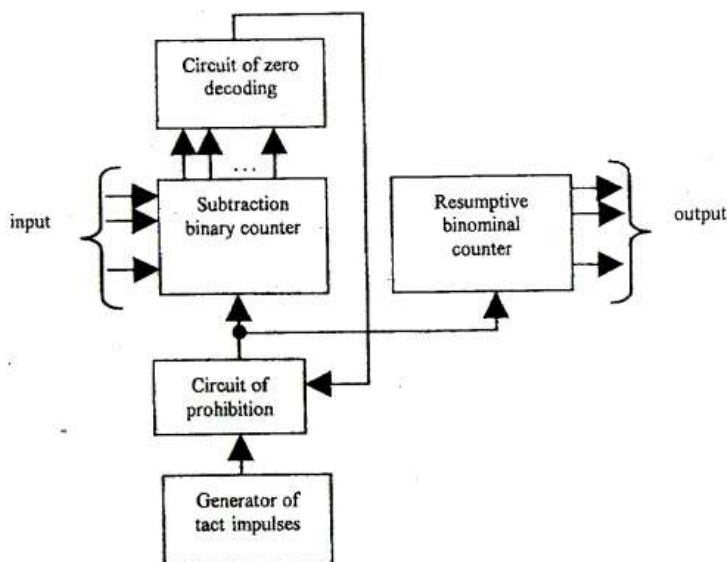 Circuit of zero
decoding
...
input
Subtraction
binary counter
Resumptive
binominal
counter
output
Circuit of
prohibition
Generator of
tact impulses